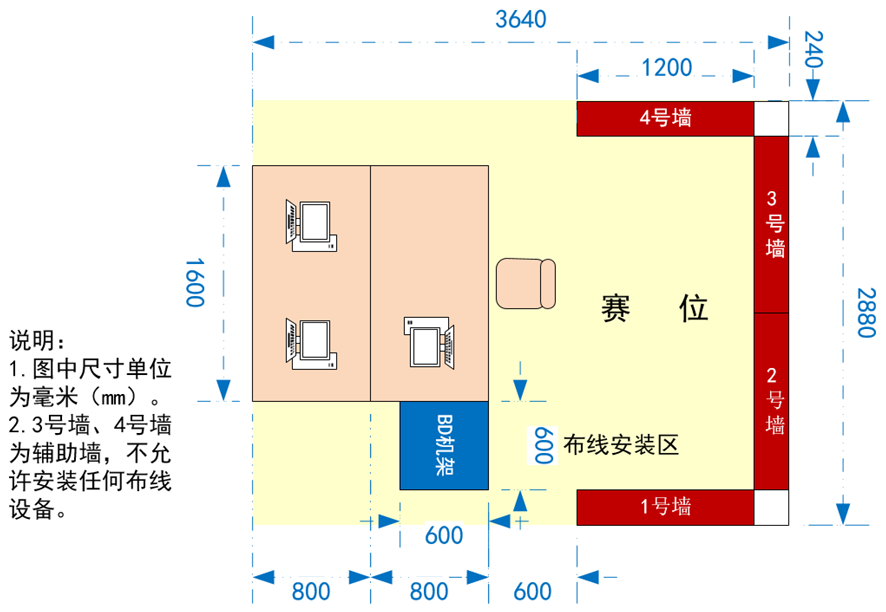 3640
1200
240
4号墙
3号墙
1600
赛 位
2880
说明：
1.图中尺寸单位
为毫米（mm）。
2.3号墙、4号墙
为辅助墙，不允
许安装任何布线
设备。
2号墙
BD机架
600
布线安装区
1号墙
600
800
800
600